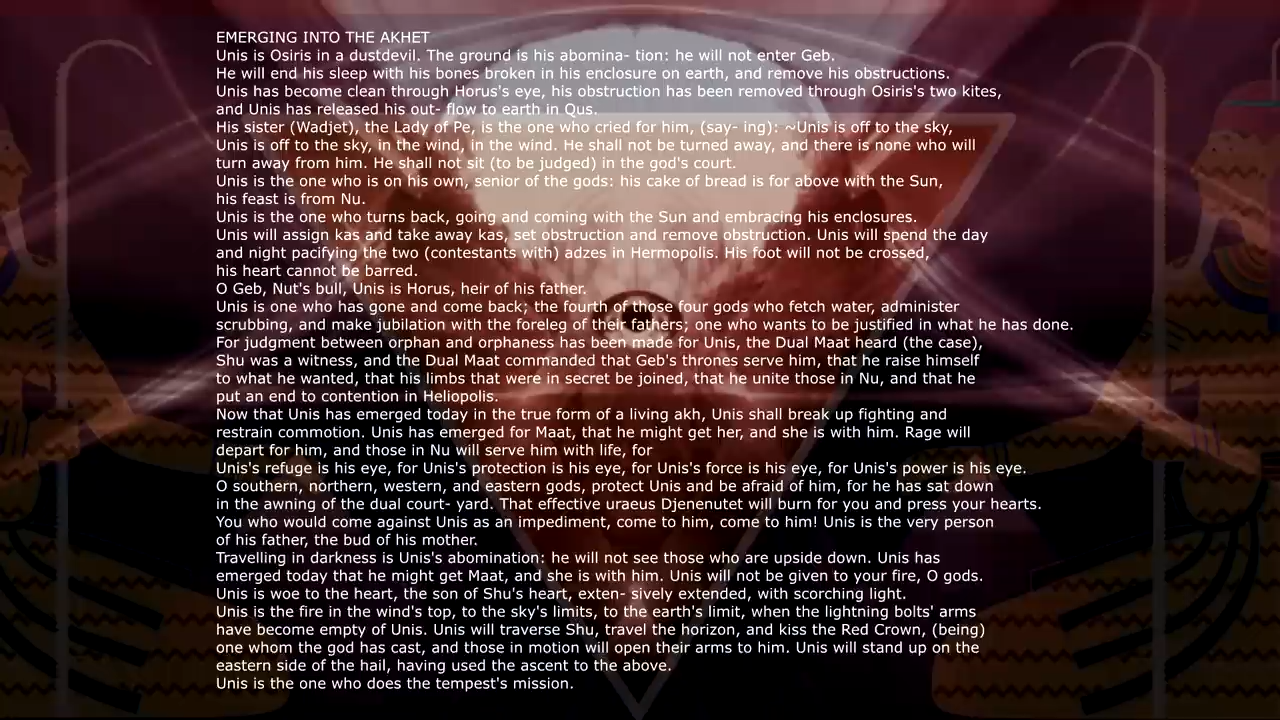 EMERGING INTO THE AKHET
Unis is Osiris in a dustdevil. The ground is his abomina- tion: he will not enter Geb.
He will end his sleep with his bones broken in his enclosure on earth, and remove his obstructions.
Unis has become clean through Horus's eye, his obstruction has been removed through Osiris's two kites,
and Unis has released his out- flow to earth in Qus.
His sister (Wadjet), the Lady of Pe, is the one who cried for him, (say- ing): ~Unis is off to the sky,
Unis is off to the sky, in the wind, in the wind. He shall not be turned away, and there is none who will
turn away from him. He shall not sit (to be judged) in the god's court.
Unis is the one who is on his own, senior of the gods: his cake of bread is for above with the Sun,
his feast is from Nu.
Unis is the one who turns back, going and coming with the Sun and embracing his enclosures.
Unis will assign kas and take away kas, set obstruction and remove obstruction. Unis will spend the day
and night pacifying the two (contestants with) adzes in Hermopolis. His foot will not be crossed,
his heart cannot be barred.
O Geb, Nut's bull, Unis is Horus, heir of his father.
Unis is one who has gone and come back; the fourth of those four gods who fetch water, administer
scrubbing, and make jubilation with the foreleg of their fathers; one who wants to be justified in what he has done.
For judgment between orphan and orphaness has been made for Unis, the Dual Maat heard (the case),
Shu was a witness, and the Dual Maat commanded that Geb's thrones serve him, that he raise himself
to what he wanted, that his limbs that were in secret be joined, that he unite those in Nu, and that he
put an end to contention in Heliopolis.
Now that Unis has emerged today in the true form of a living akh, Unis shall break up fighting and
restrain commotion. Unis has emerged for Maat, that he might get her, and she is with him. Rage will
depart for him, and those in Nu will serve him with life, for
Unis's refuge is his eye, for Unis's protection is his eye, for Unis's force is his eye, for Unis's power is his eye.
O southern, northern, western, and eastern gods, protect Unis and be afraid of him, for he has sat down
in the awning of the dual court- yard. That effective uraeus Djenenutet will burn for you and press your hearts.
You who would come against Unis as an impediment, come to him, come to him! Unis is the very person
of his father, the bud of his mother.
Travelling in darkness is Unis's abomination: he will not see those who are upside down. Unis has
emerged today that he might get Maat, and she is with him. Unis will not be given to your fire, O gods.
Unis is woe to the heart, the son of Shu's heart, exten- sively extended, with scorching light.
Unis is the fire in the wind's top, to the sky's limits, to the earth's limit, when the lightning bolts' arms
have become empty of Unis. Unis will traverse Shu, travel the horizon, and kiss the Red Crown, (being)
one whom the god has cast, and those in motion will open their arms to him. Unis will stand up on the
eastern side of the hail, having used the ascent to the above.
Unis is the one who does the tempest's mission.